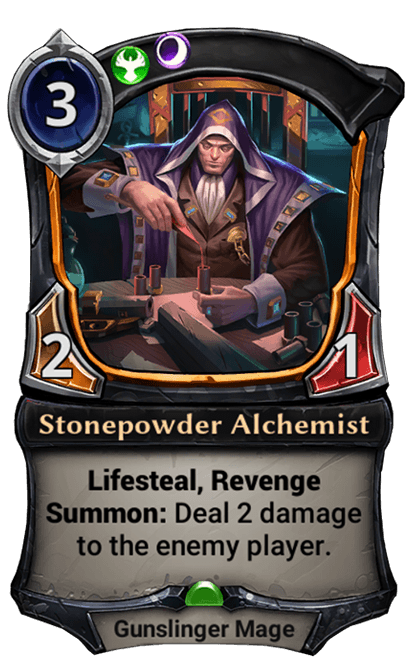 3
2
1
Stonepowder Alchemist
Lifesteal, Revenge
Summon: Deal 2 damage
to the enemy player.
Gunslinger Mage